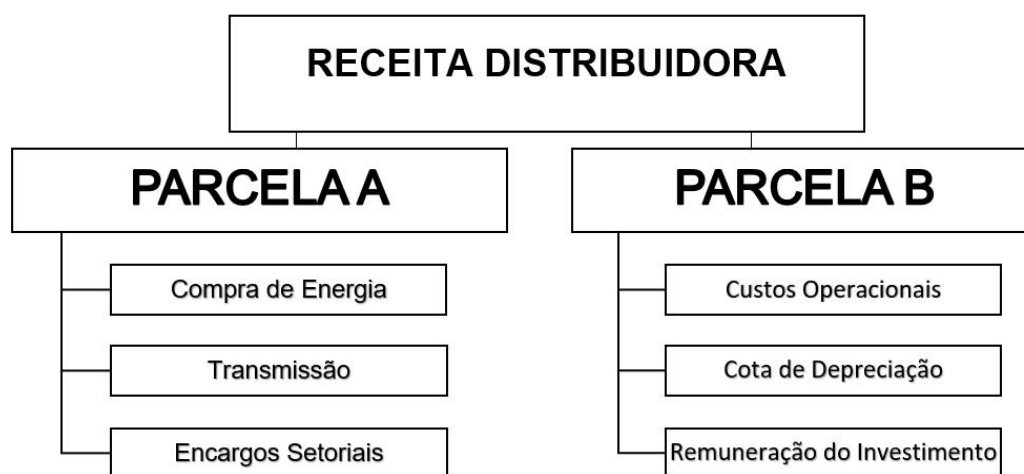 RECEITA DISTRIBUIDORA
PARCELA A
Compra de Energia
Transmissão
Encargos Setoriais
PARCELA B
Custos Operacionais
Cota de Depreciação
Remuneração do Investimento